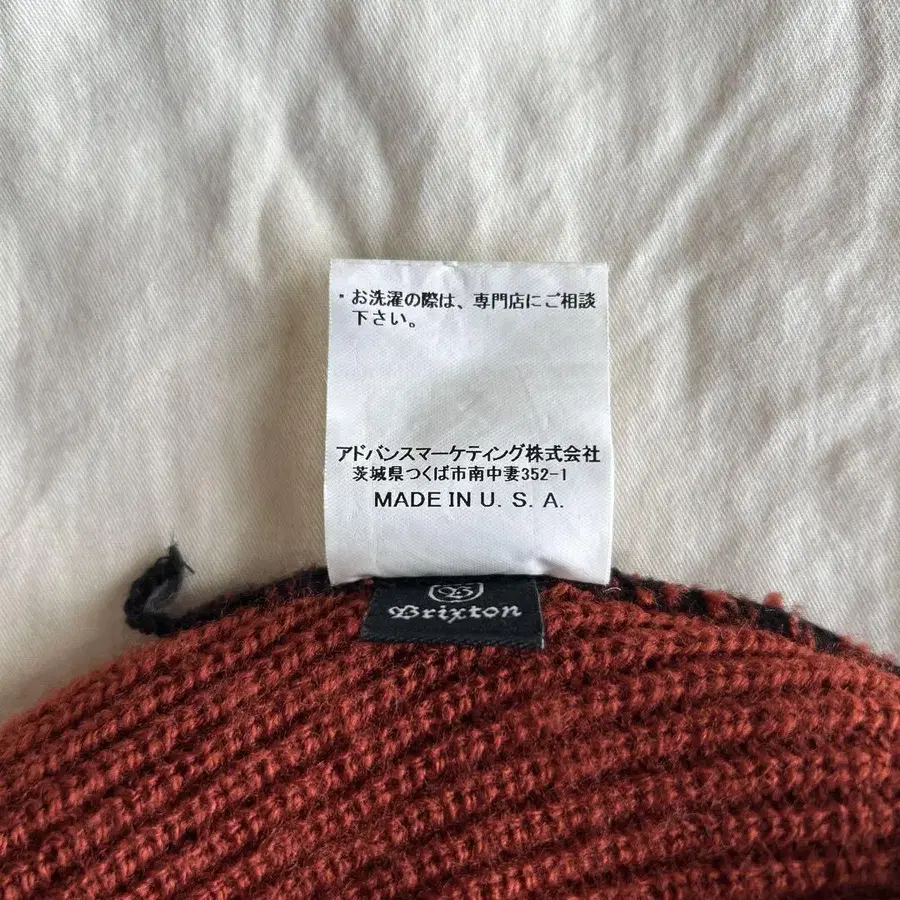 ・お洗濯の際は、専門店にご相談
下さい。
アドバンスマーケティング株式会社
茨城県つくば市南中妻352-1
MADE IN U. S. A.
B
Brixton